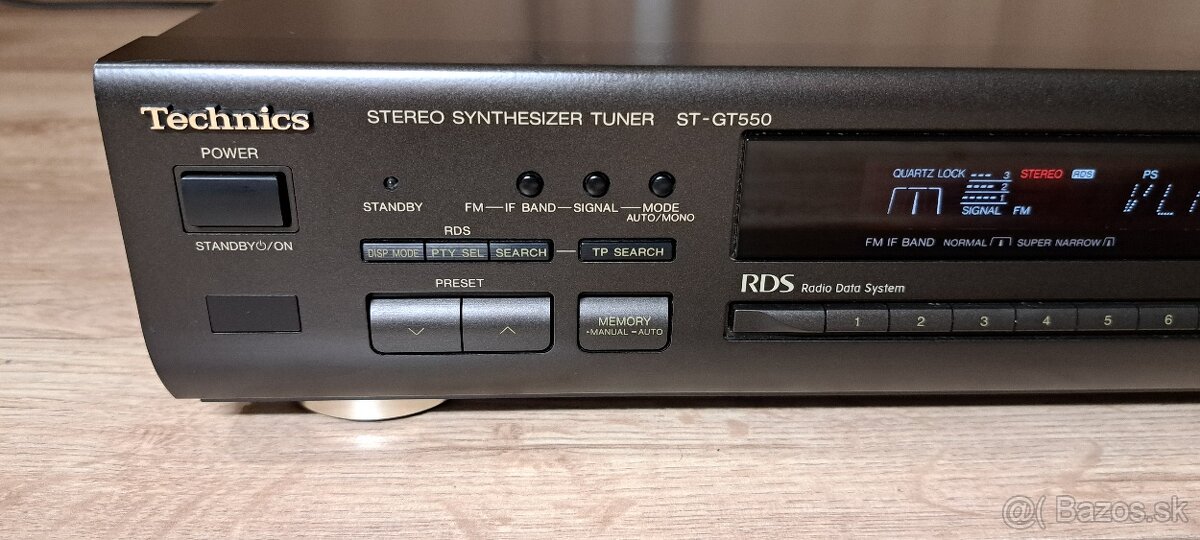 Technics
STEREO SYNTHESIZER TUNER ST-GT550
POWER
STANDBY⏻/ON
STANDBY
FM — IF BAND — SIGNAL — MODE
AUTO/MONO
RDS
DISP MODE PTY SEL SEARCH — TP SEARCH
PRESET
MEMORY
•MANUAL –AUTO
QUARTZ LOCK 3 STEREO RDS PS
2
1
SIGNAL FM
FM IF BAND NORMAL SUPER NARROW
RDS Radio Data System
1 2 3 4 5 6
@( Bazos.sk